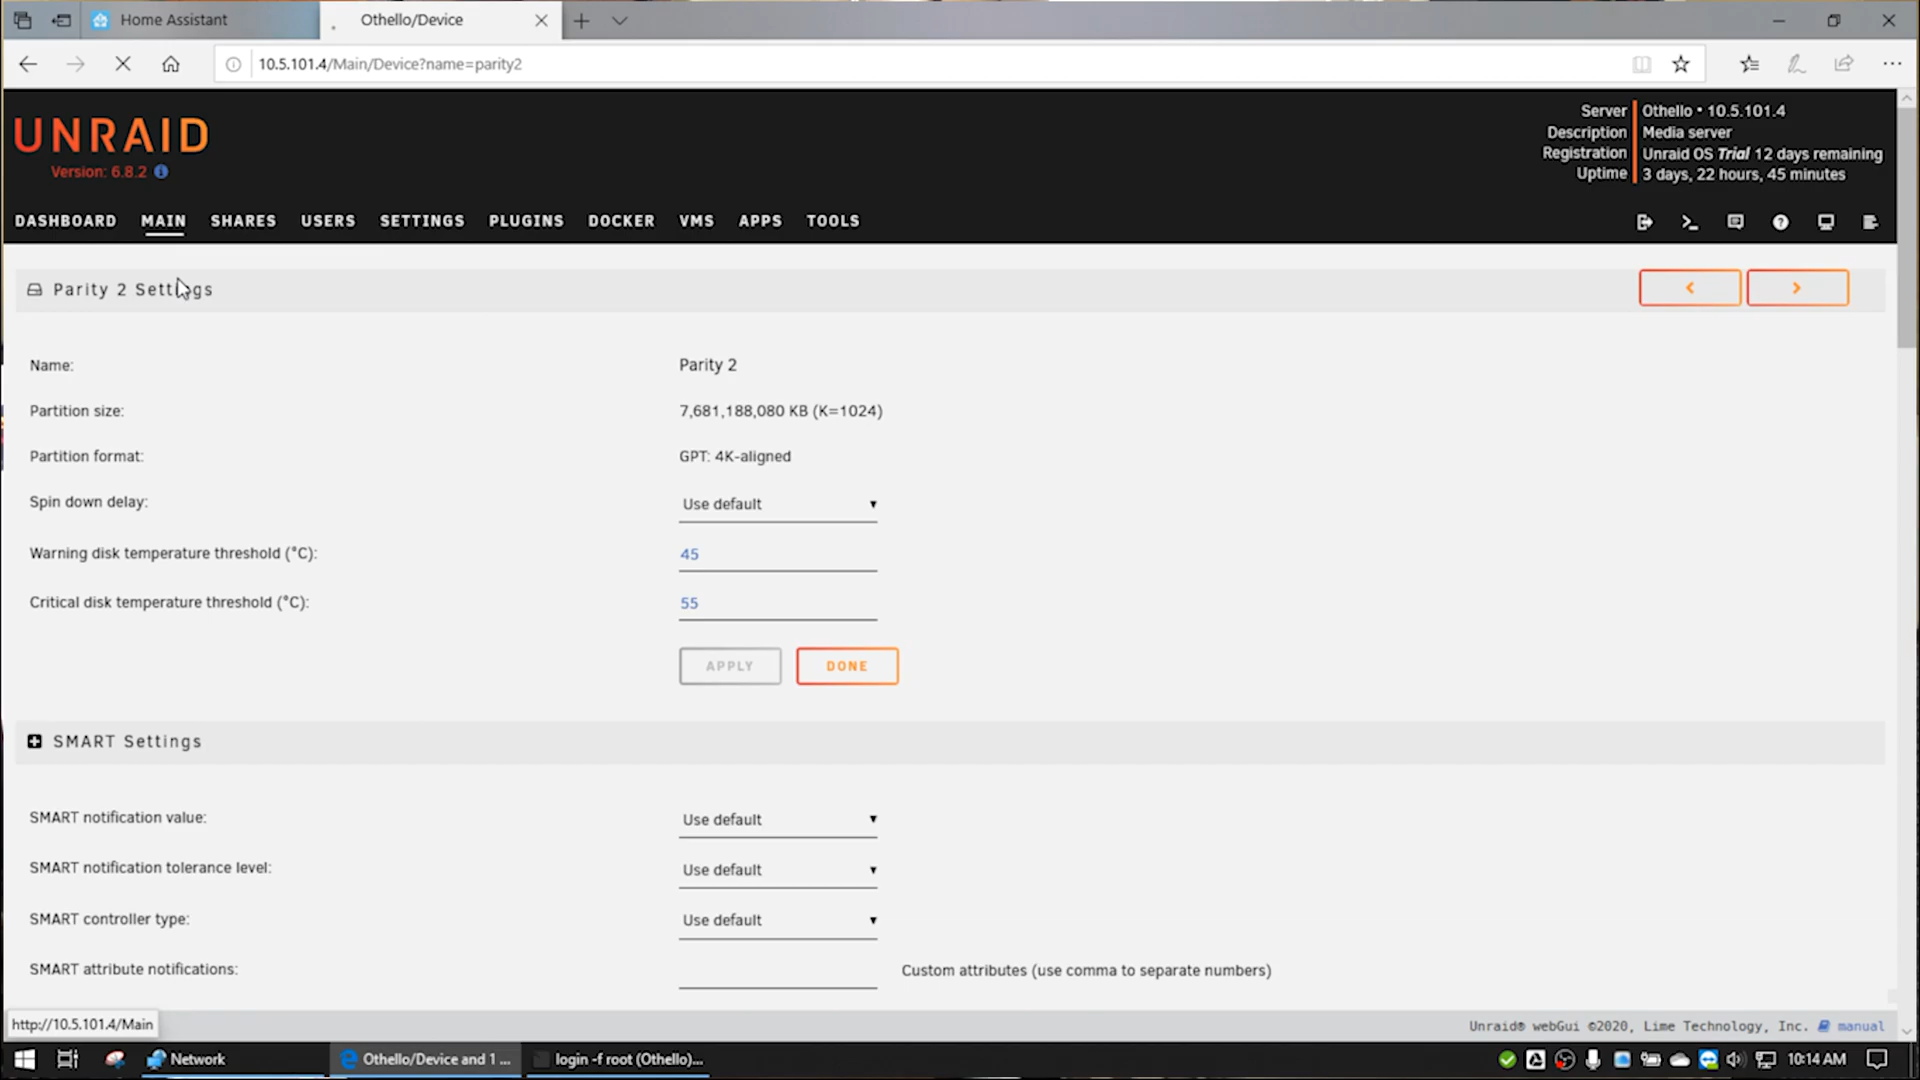 Home Assistant
Othello/Device
10.5.101.4/Main/Device?name=parity2
UNRAID
Version: 6.8.2
Server Othello • 10.5.101.4
Description Media server
Registration Unraid OS Trial 12 days remaining
Uptime 3 days, 22 hours, 45 minutes
DASHBOARD MAIN SHARES USERS SETTINGS PLUGINS DOCKER VMS APPS TOOLS
Parity 2 Settings
Name: Parity 2
Partition size: 7,681,188,080 KB (K=1024)
Partition format: GPT: 4K-aligned
Spin down delay: Use default
Warning disk temperature threshold (°C): 45
Critical disk temperature threshold (°C): 55
APPLY DONE
SMART Settings
SMART notification value: Use default
SMART notification tolerance level: Use default
SMART controller type: Use default
SMART attribute notifications: Custom attributes (use comma to separate numbers)
http://10.5.101.4/Main
Unraid® webGui ©2020, Lime Technology, Inc. manual
Network
Othello/Device and 1 ...
login -f root (Othello)...
10:14 AM